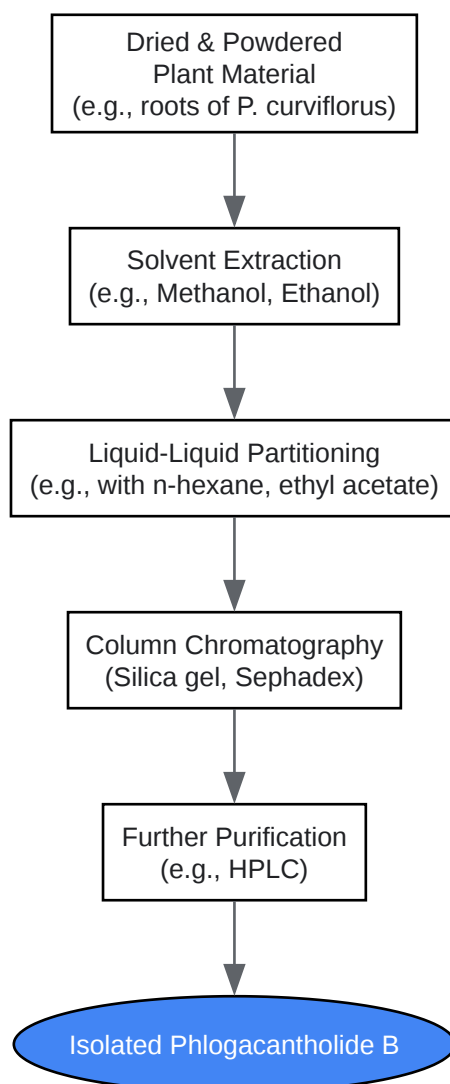 Dried & Powdered
Plant Material
(e.g., roots of P. curviflorus)
Solvent Extraction
(e.g., Methanol, Ethanol)
Liquid-Liquid Partitioning
(e.g., with n-hexane, ethyl acetate)
Column Chromatography
(Silica gel, Sephadex)
Further Purification
(e.g., HPLC)
Isolated Phlogacantholide B